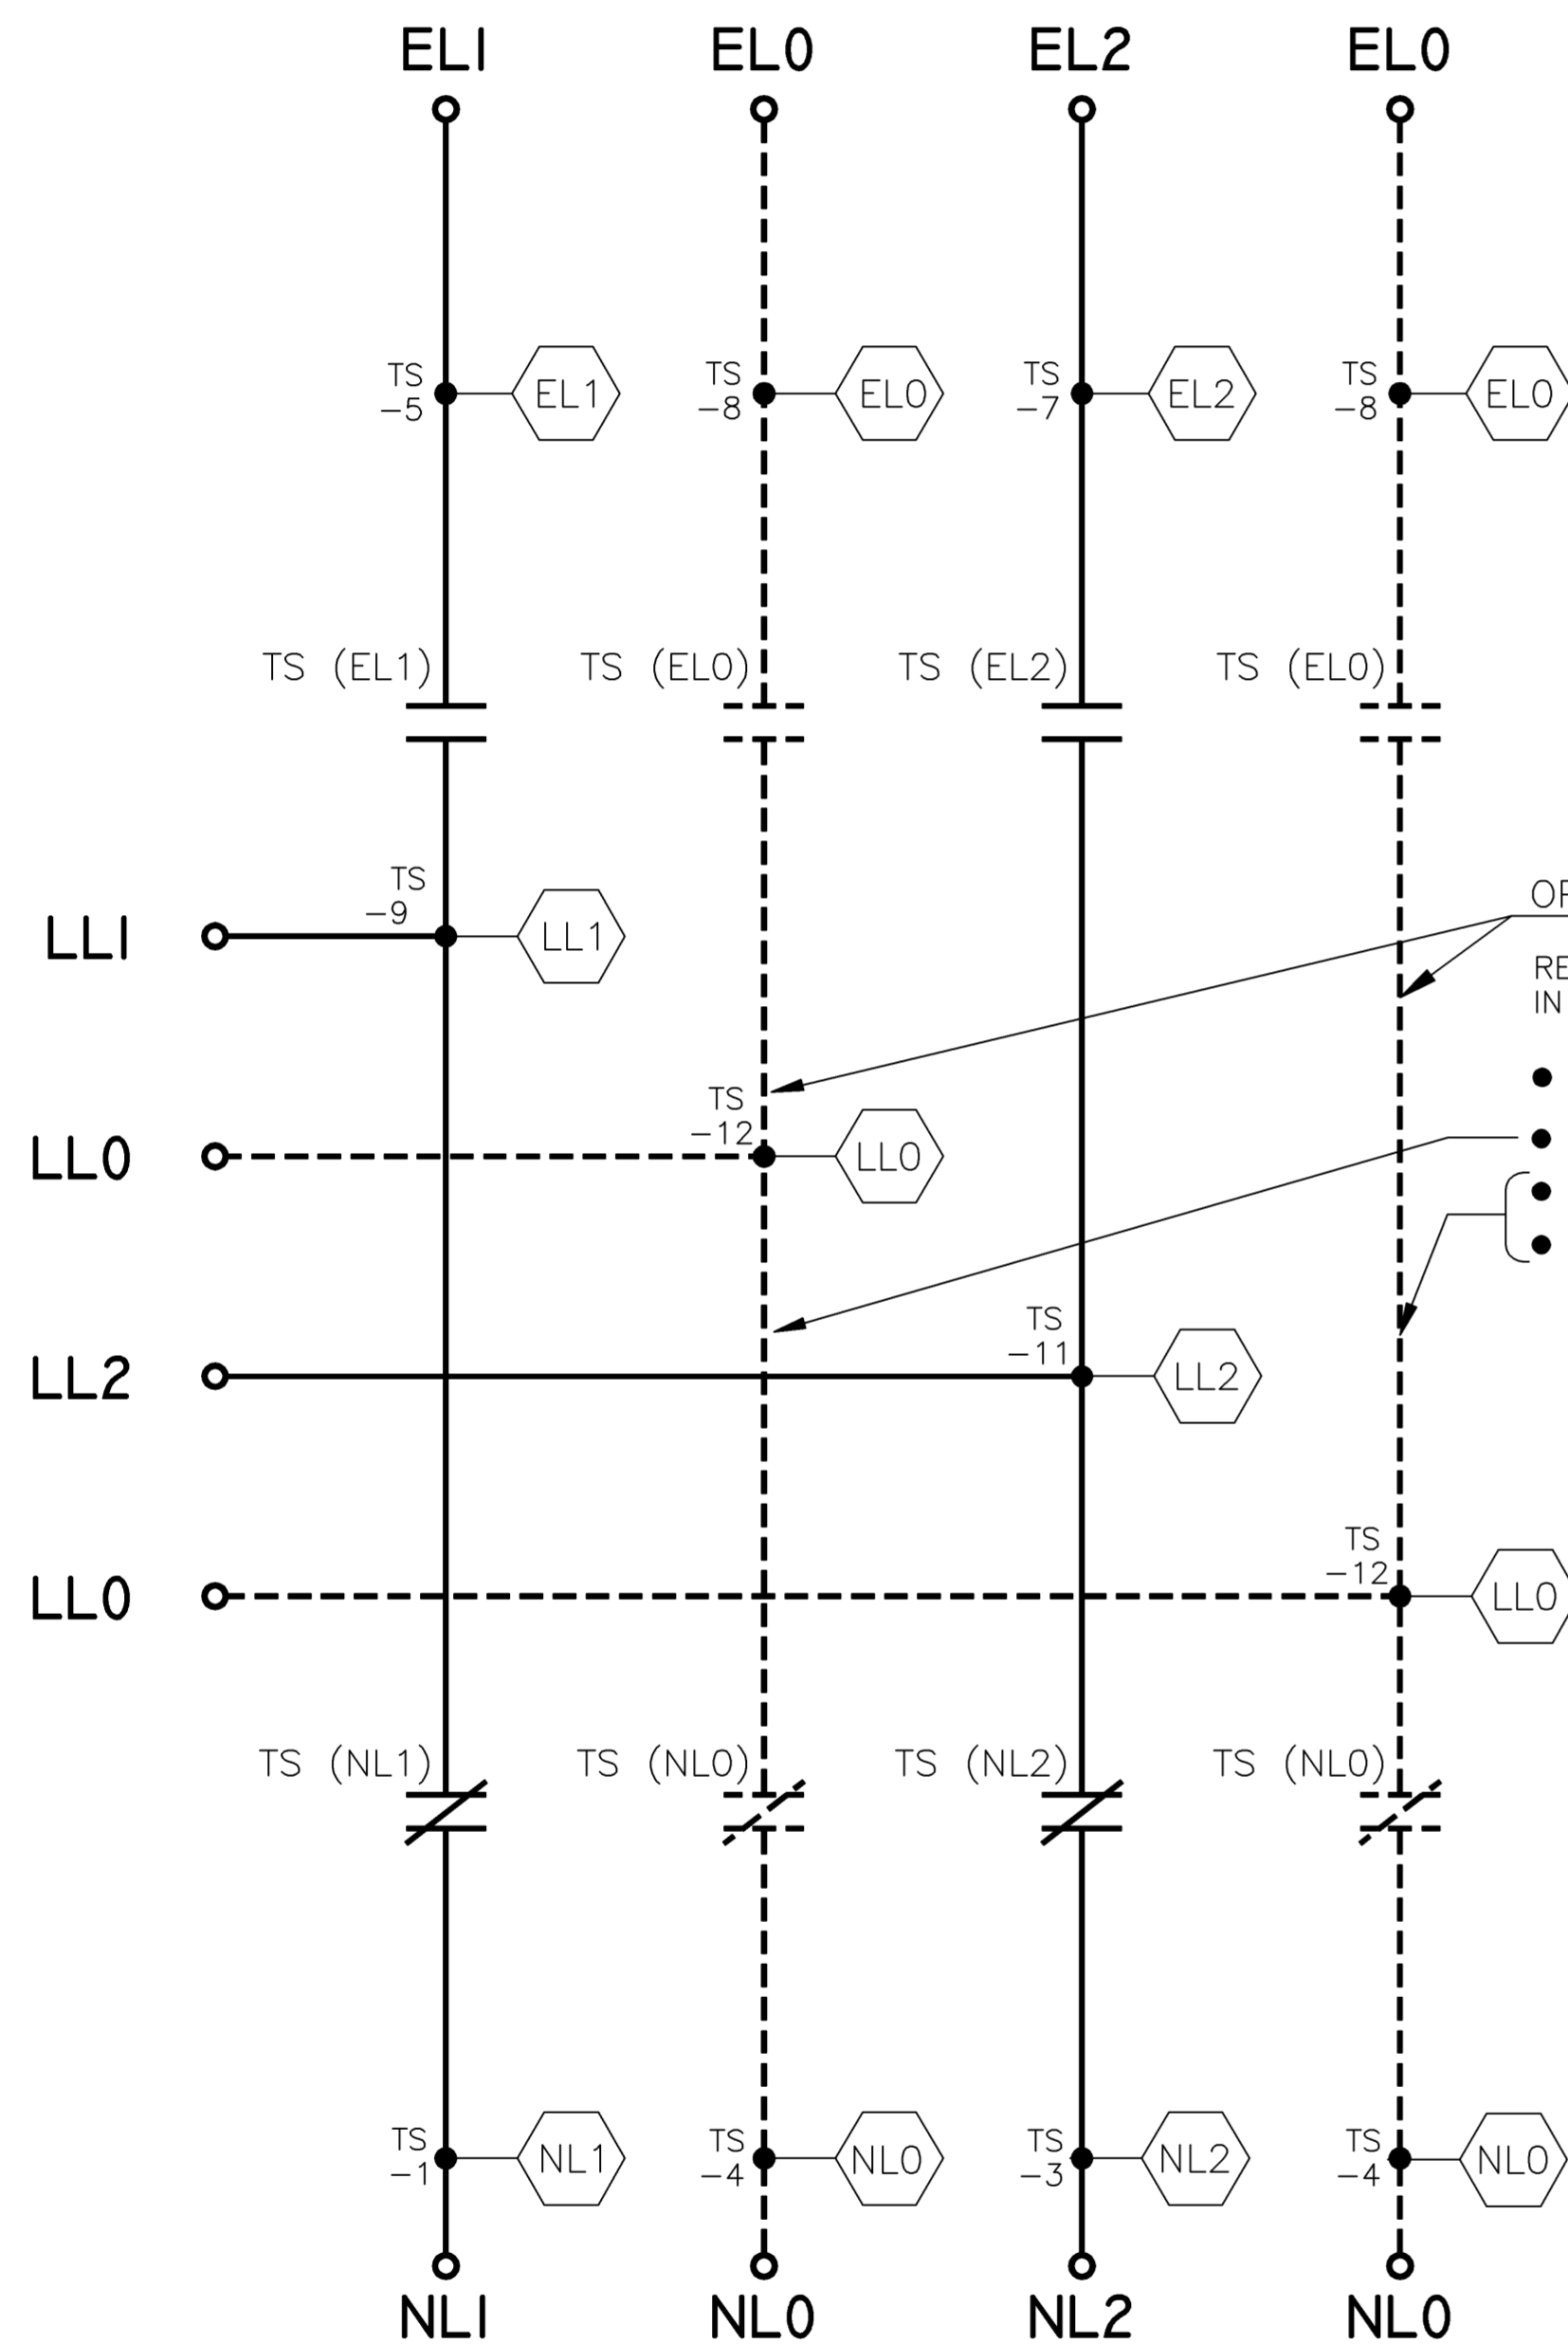 EL1
EL0
EL2
EL0
TS
-5
EL1
TS
-8
EL0
TS
-7
EL2
TS
-8
EL0
TS (EL1)
TS (EL0)
TS (EL2)
TS (EL0)
TS
-9
LL1
LL1
IN
TS
-12
LL0
LL0
TS
-11
LL2
LL2
TS
-12
LL0
LL0
TS (NL1)
TS (NL0)
TS (NL2)
TS (NL0)
TS
-1
NL1
TS
-4
NL0
TS
-3
NL2
TS
-4
NL0
NL1
NL0
NL2
NL0